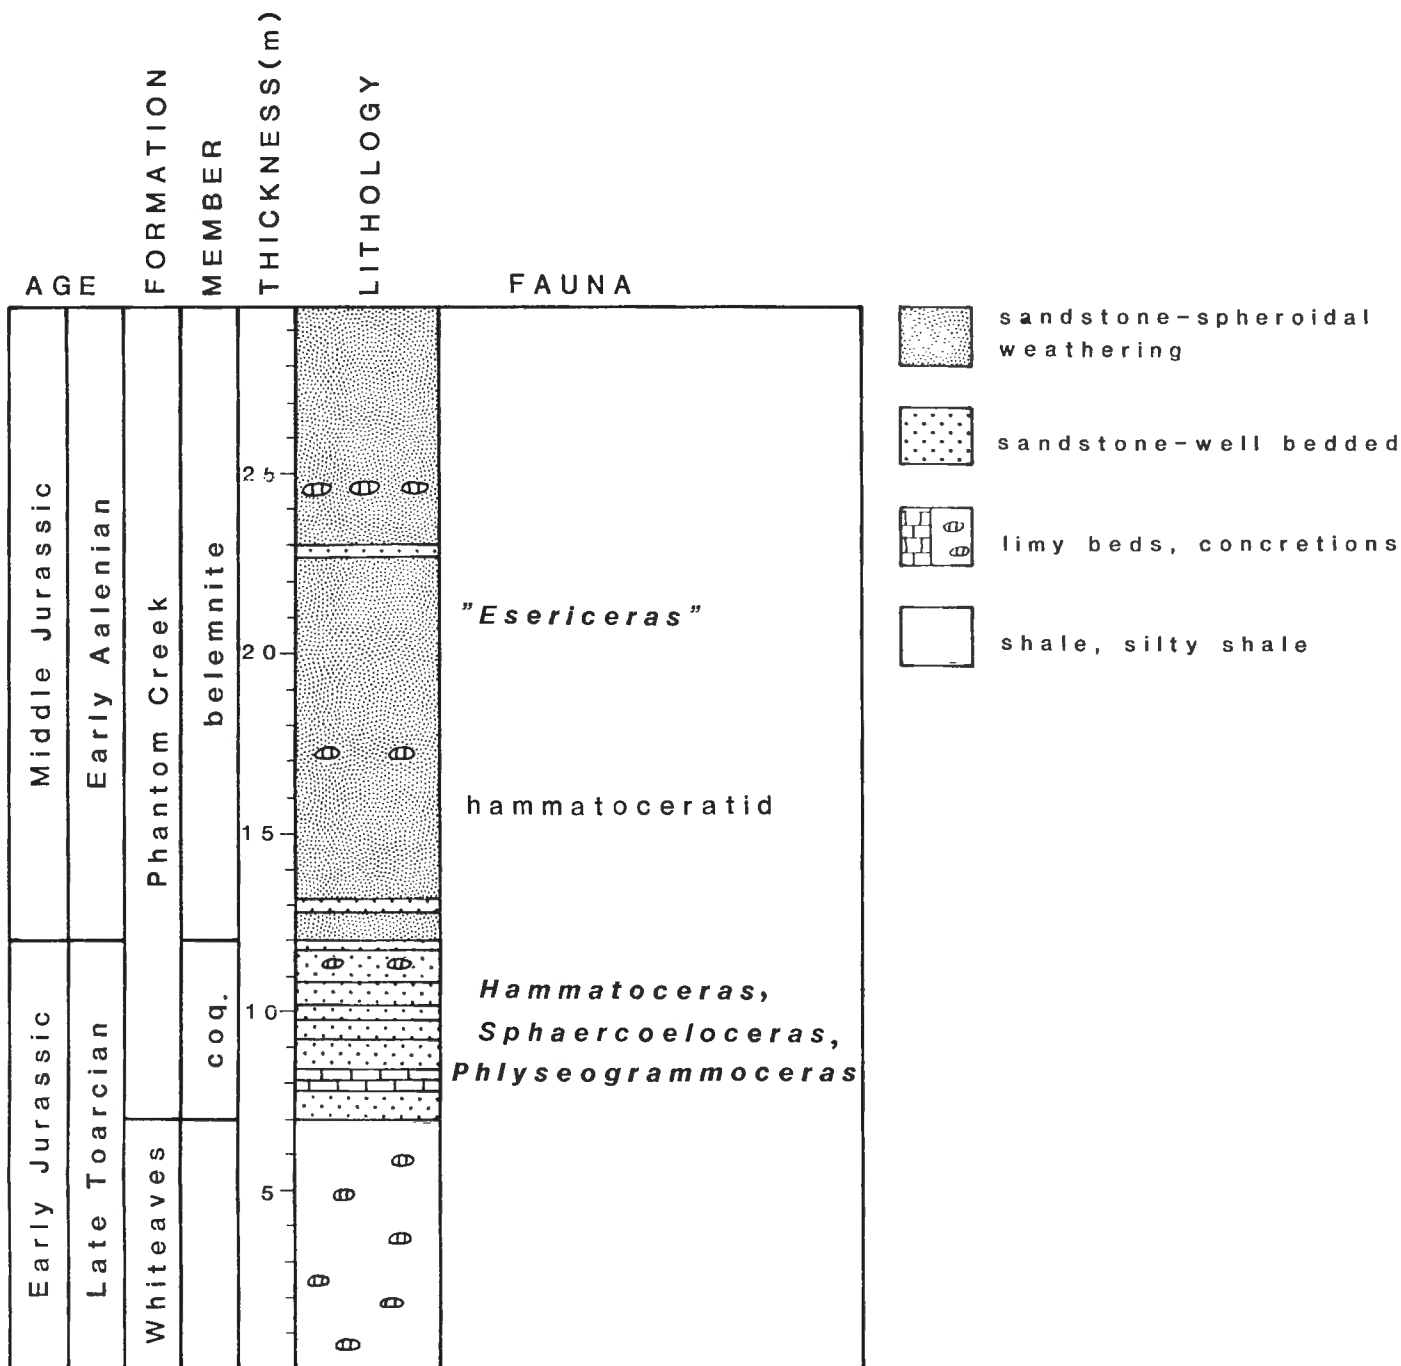 AGE
FORMATION
MEMBER
THICKNESS(m)
LITHOLOGY
FAUNA
Middle Jurassic
Early Aalenian
Phantom Creek
belemnite
25
20
15
"Esericeras"
hammatoceratid
Early Jurassic
Late Toarcian
Whiteaves
coq.
10
5
Hammatoceras,
Sphaercoeloceras,
Phlyseogrammoceras
sandstone-spheroidal
weathering
sandstone-well bedded
limy beds, concretions
shale, silty shale